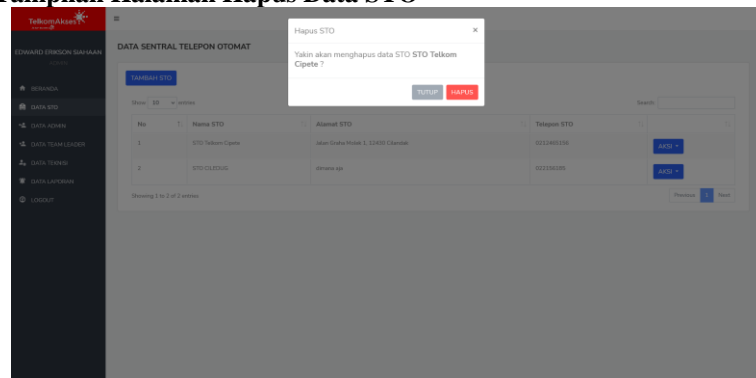 Tampilan Halaman Hapus Data STO
TelkomAkses
EDWARD ERIKSON SIAHAAN
ADMIN
BERANDA
DATA STO
DATA ADMIN
DATA TEAM LEADER
DATA TEKNISI
DATA LAPORAN
LOGOUT
DATA SENTRAL TELEPON OTOMAT
TAMBAH STO
Hapus STO ×
Yakin akan menghapus data STO STO Telkom
Cipete ?
TUTUP HAPUS
Show 10 entries Search:
No Nama STO Alamat STO Telepon STO
1 STO Telkom Cipete 12430 Cilandak AKSI
2 AKSI
Showing 1 to 2 of 2 entries Previous 1 Next